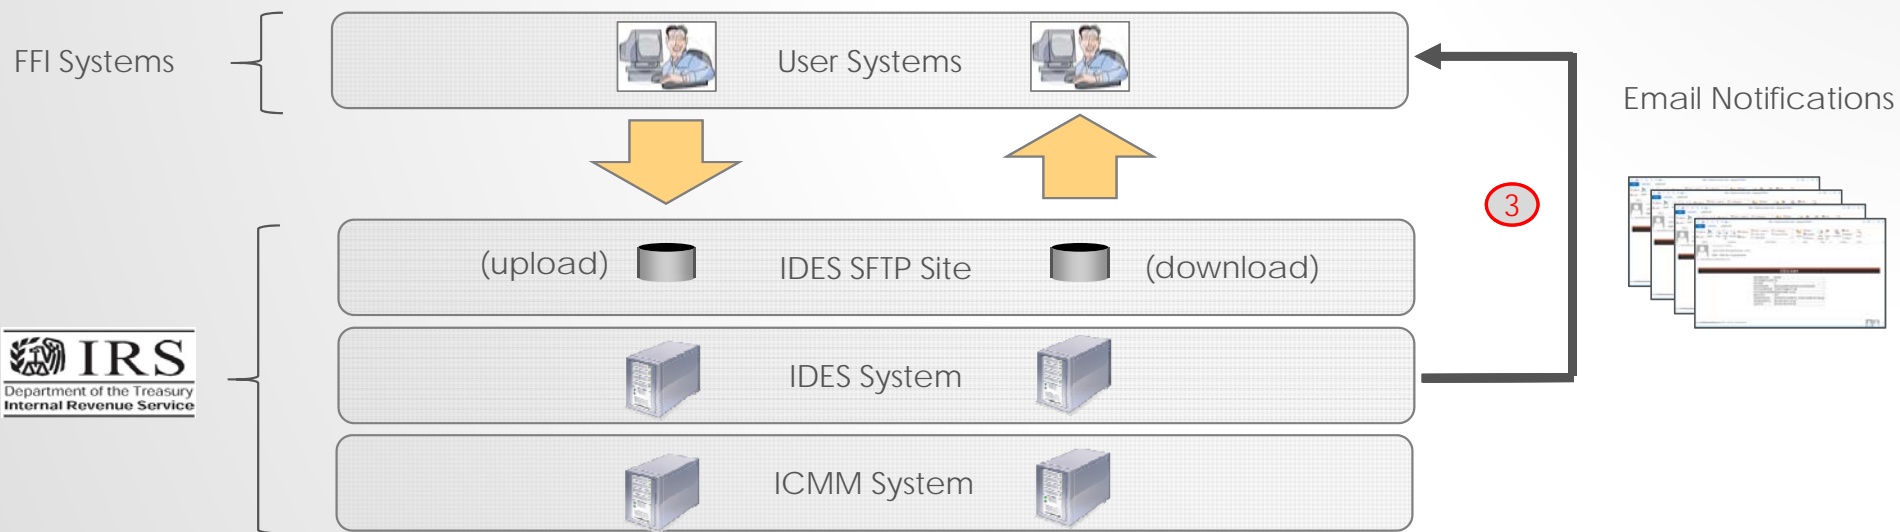 FFI Systems
User Systems
Email Notifications
3
(upload)
IDES SFTP Site
(download)
IRS
Department of the Treasury
Internal Revenue Service
IDES System
ICMM System